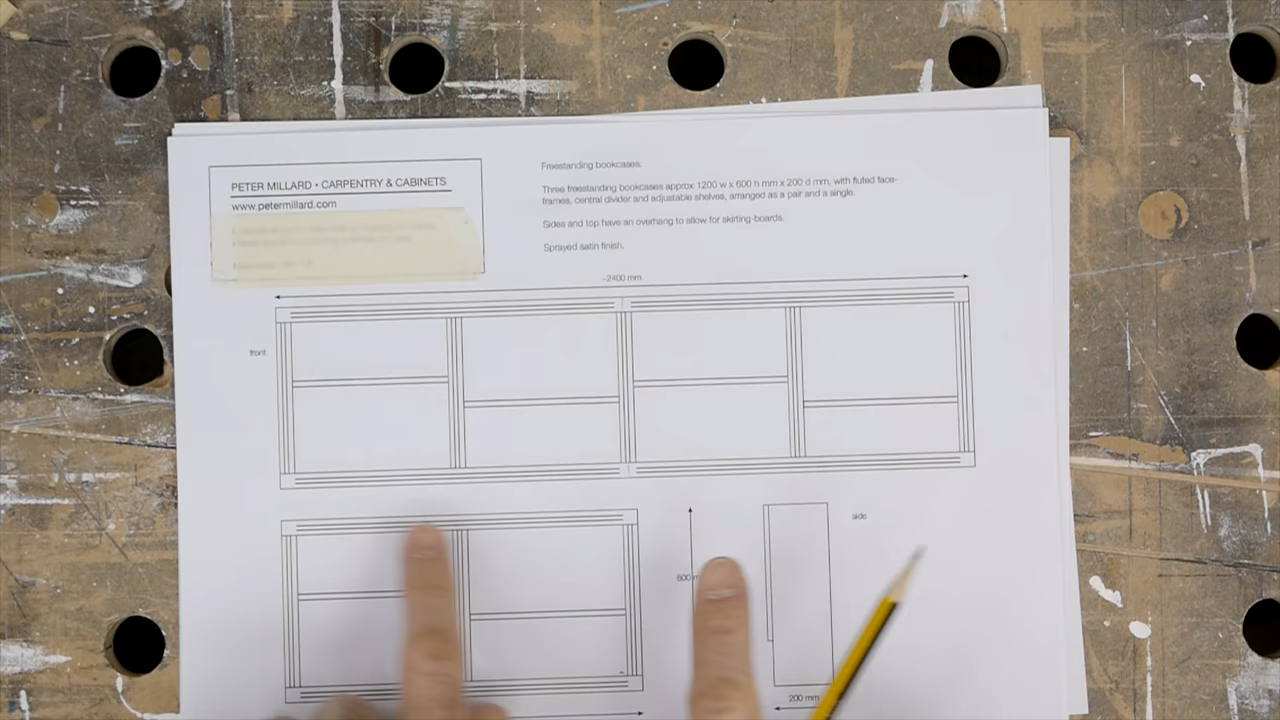 PETER MILLARD • CARPENTRY & CABINETS
www.petermillard.com
Freestanding bookcases.
Three freestanding bookcases approx 1200 w x 600 h mm x 200 d mm, with fluted face-
frames, central divider and adjustable shelves, arranged as a pair and a single.
Sides and top have an overhang to allow for skirting-boards.
Sprayed satin finish.
~2400 mm
front
side
600
200 mm